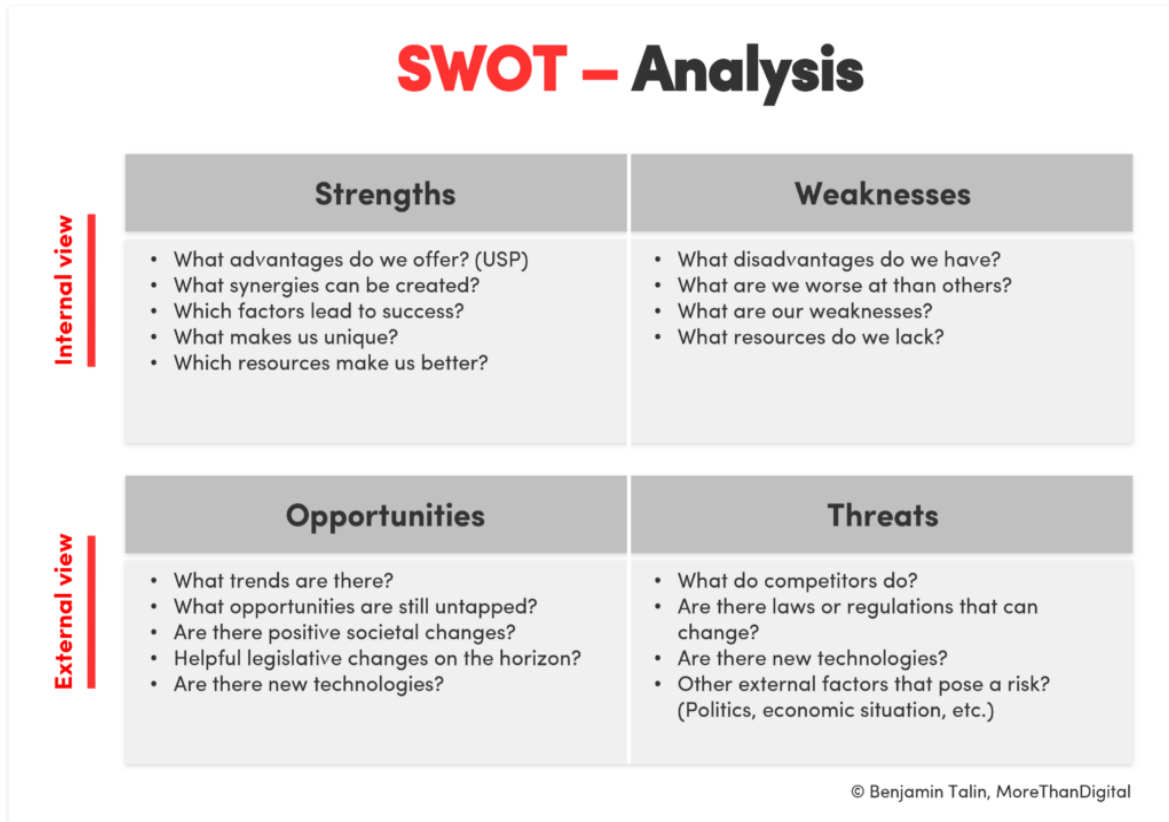 SWOT – Analysis
Internal view
Strengths
• What advantages do we offer? (USP)
• What synergies can be created?
• Which factors lead to success?
• What makes us unique?
• Which resources make us better?
Weaknesses
• What disadvantages do we have?
• What are we worse at than others?
• What are our weaknesses?
• What resources do we lack?
External view
Opportunities
• What trends are there?
• What opportunities are still untapped?
• Are there positive societal changes?
• Helpful legislative changes on the horizon?
• Are there new technologies?
Threats
• What do competitors do?
• Are there laws or regulations that can
change?
• Are there new technologies?
• Other external factors that pose a risk?
(Politics, economic situation, etc.)
© Benjamin Talin, MoreThanDigital